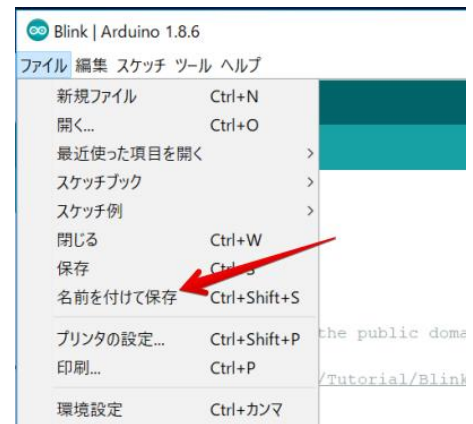 Blink | Arduino 1.8.6
ファイル 編集 スケッチ ツール ヘルプ
新規ファイル Ctrl+N
開く... Ctrl+O
最近使った項目を開く >
スケッチブック >
スケッチ例 >
閉じる Ctrl+W
保存 Ctrl+S
名前を付けて保存 Ctrl+Shift+S
プリンタの設定... Ctrl+Shift+P
the public doma
印刷... Ctrl+P
/Tutorial/Blink
環境設定 Ctrl+カンマ